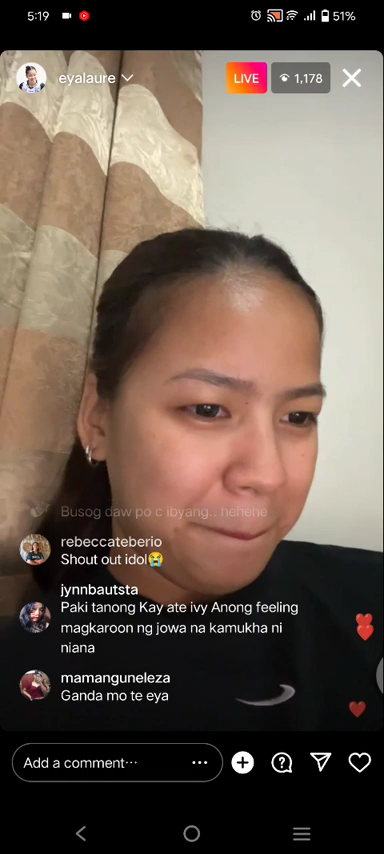 5:19
51%
eyalaure
LIVE
1,178
Busog daw po c ibyang.. hehehe
rebeccateberio
Shout out idol😭
jynnbautsta
Paki tanong Kay ate ivy Anong feeling
magkaroon ng jowa na kamukha ni
niana
mamanguneleza
Ganda mo te eya
Add a comment···